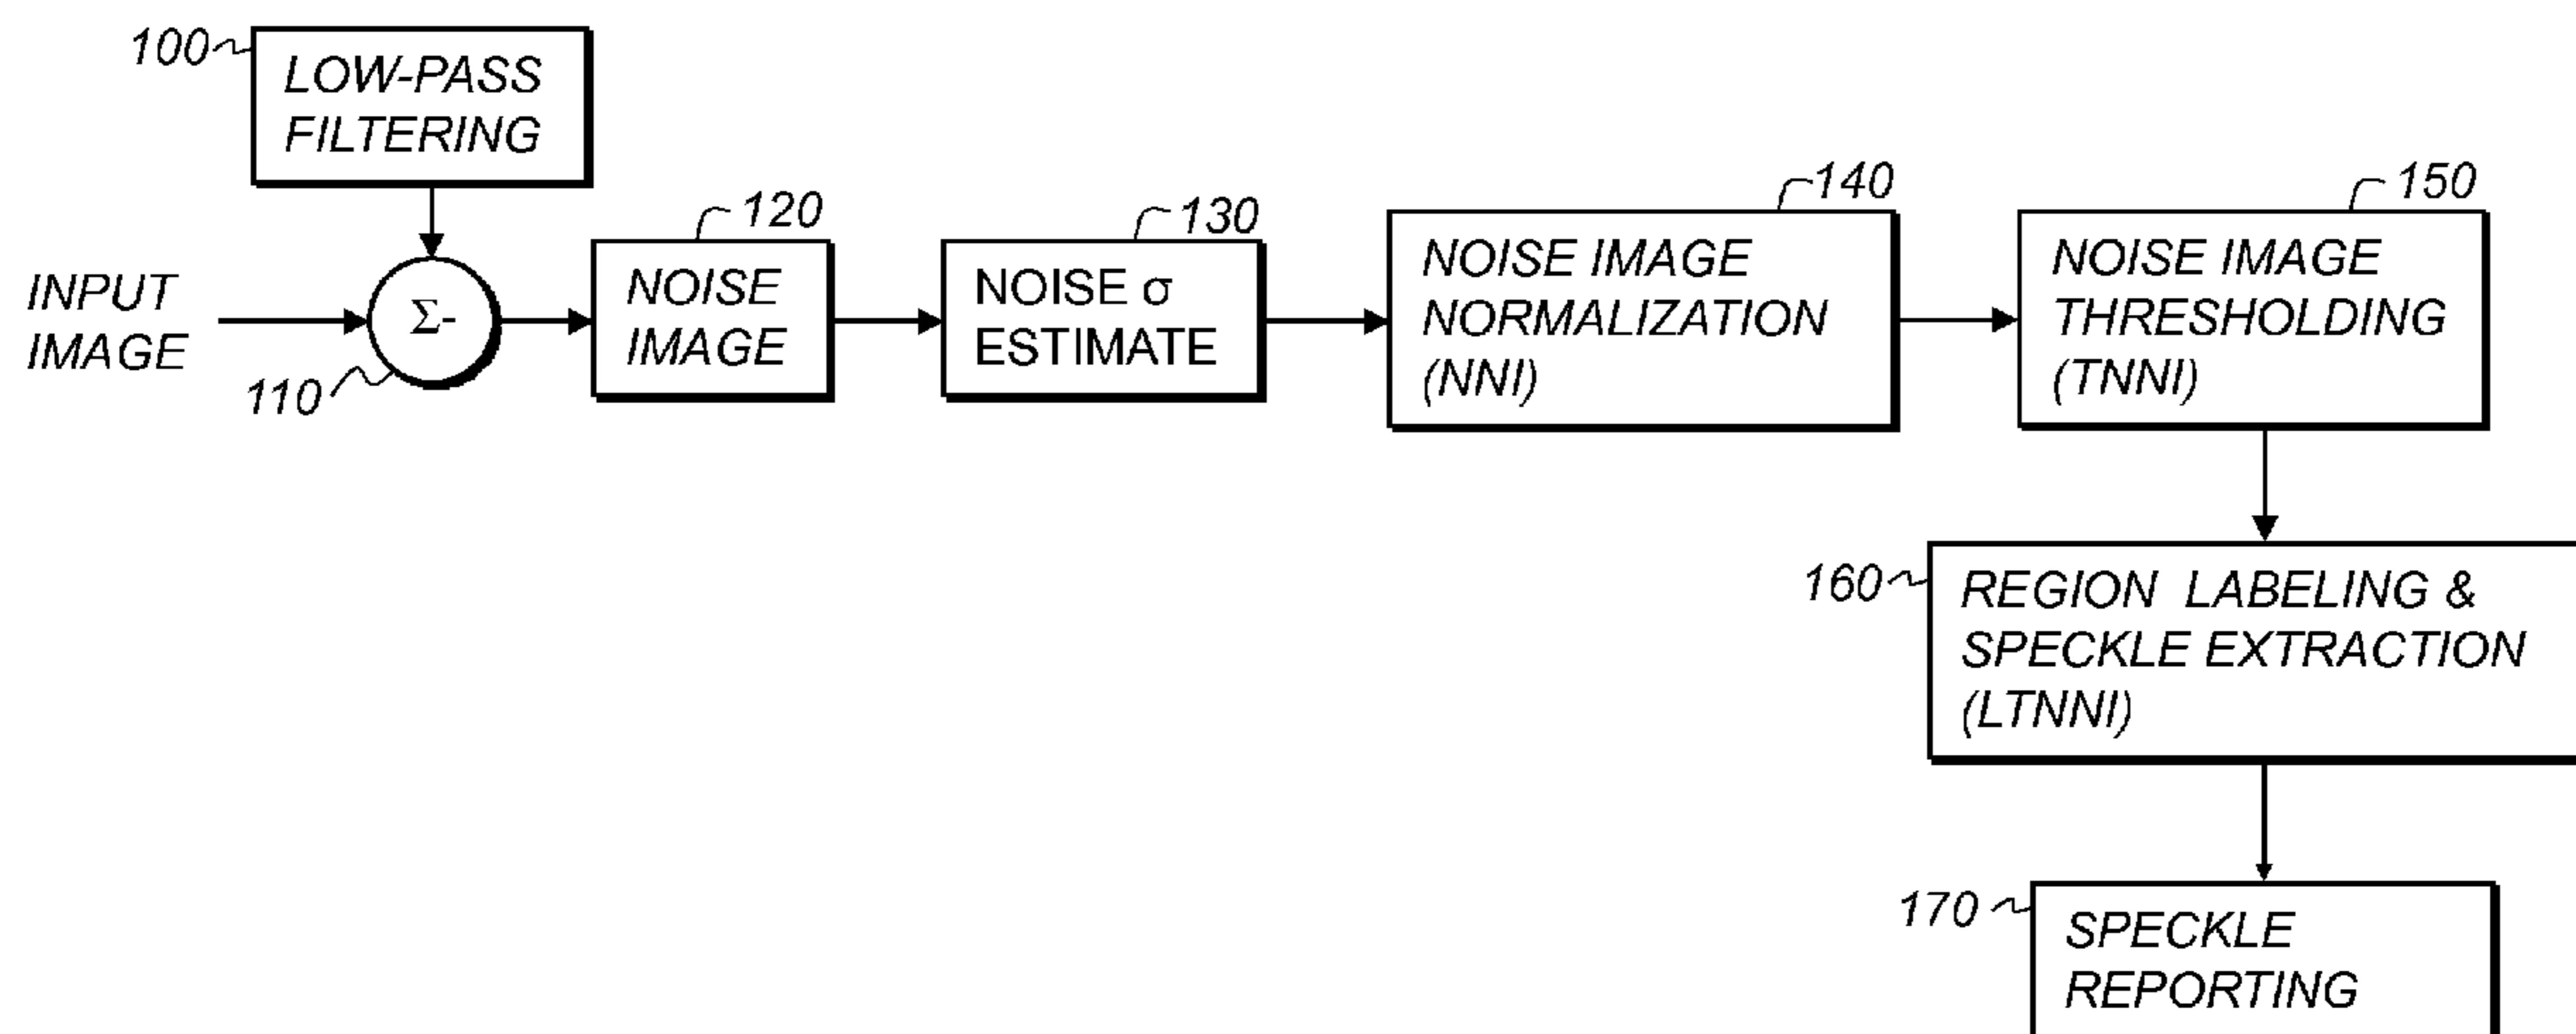 100
LOW-PASS
FILTERING
INPUT
IMAGE
Σ-
110
120
NOISE
IMAGE
130
NOISE σ
ESTIMATE
140
NOISE IMAGE
NORMALIZATION
(NNI)
150
NOISE IMAGE
THRESHOLDING
(TNNI)
160
REGION LABELING &
SPECKLE EXTRACTION
(LTNNI)
170
SPECKLE
REPORTING